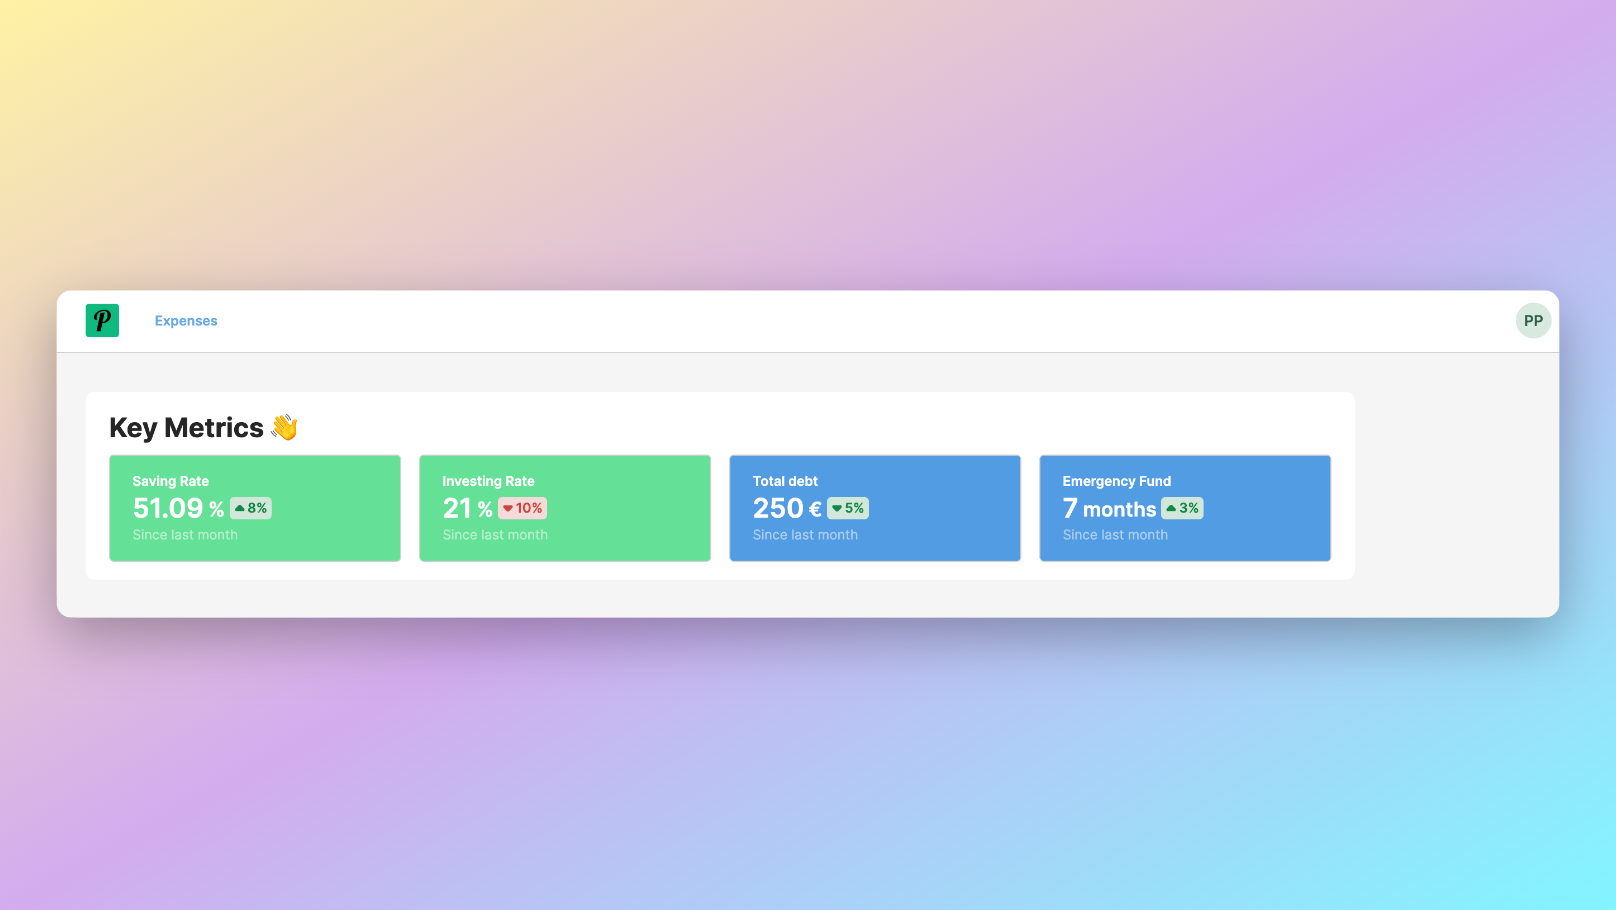 P
Expenses
PP
Key Metrics 👋
Saving Rate
51.09 % 8%
Since last month
Investing Rate
21 % 10%
Since last month
Total debt
250 € 5%
Since last month
Emergency Fund
7 months 3%
Since last month